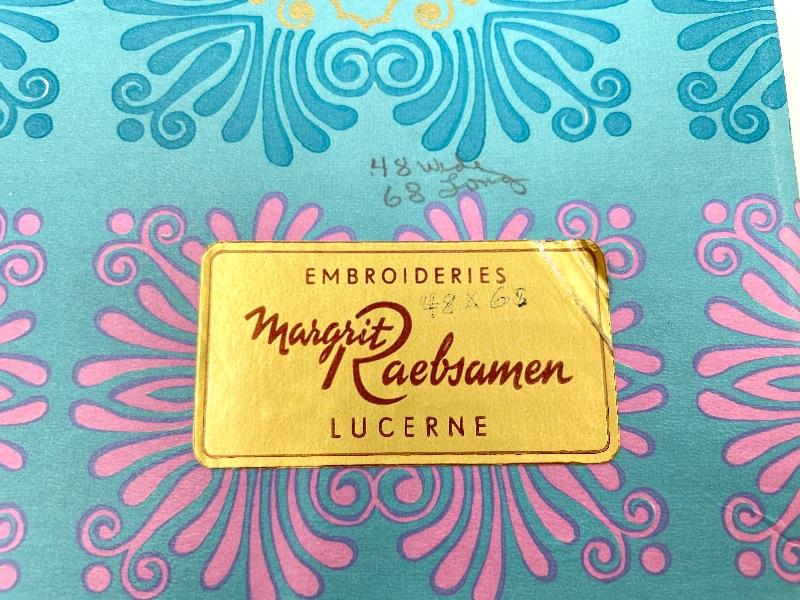 48 Wide
68 Long
EMBROIDERIES
48 x 68
Margrit Raebsamen
LUCERNE